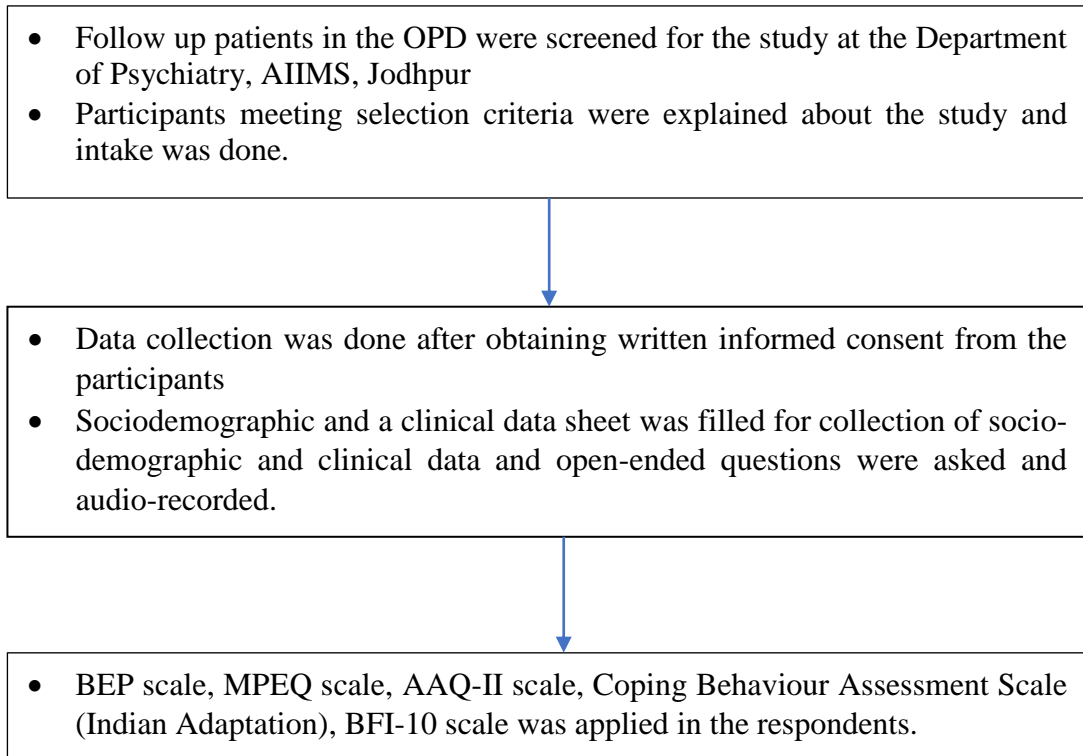 • Follow up patients in the OPD were screened for the study at the Department
of Psychiatry, AIIMS, Jodhpur
• Participants meeting selection criteria were explained about the study and
intake was done.
• Data collection was done after obtaining written informed consent from the
participants
• Sociodemographic and a clinical data sheet was filled for collection of socio-
demographic and clinical data and open-ended questions were asked and
audio-recorded.
• BEP scale, MPEQ scale, AAQ-II scale, Coping Behaviour Assessment Scale
(Indian Adaptation), BFI-10 scale was applied in the respondents.